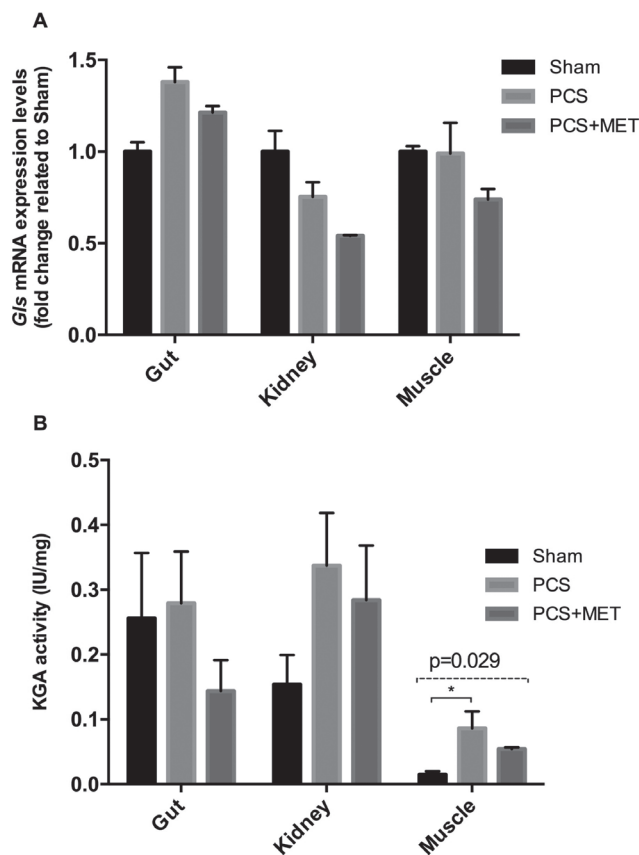 A
Gls mRNA expression levels
(fold change related to Sham)
1.5
1.0
0.5
0.0
Gut
Kidney
Muscle
Sham
PCS
PCS+MET
B
KGA activity (IU/mg)
0.5
0.4
0.3
0.2
0.1
0.0
Gut
Kidney
Muscle
Sham
PCS
PCS+MET
p=0.029
*